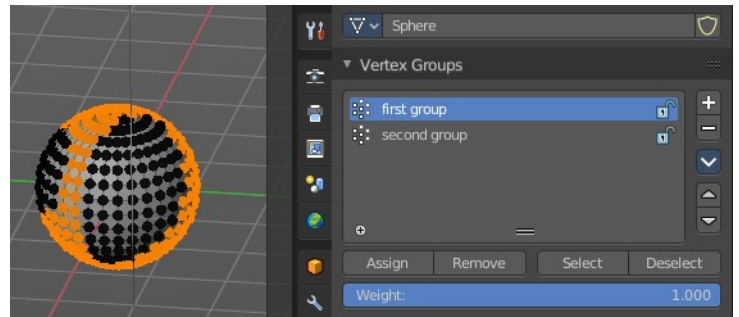 Sphere
Vertex Groups
first group
second group
Assign Remove Select Deselect
Weight: 1.000